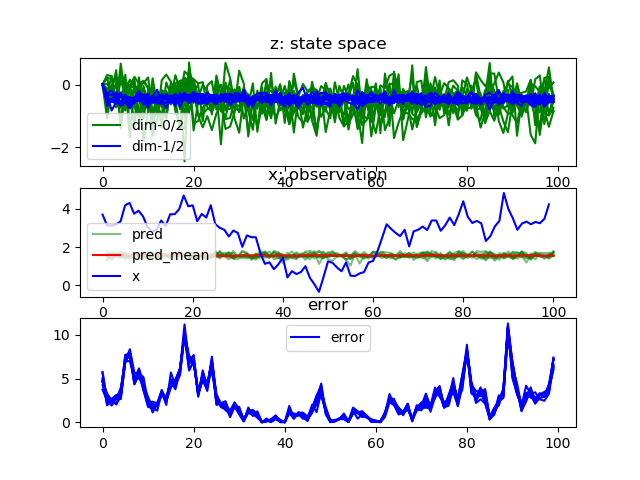 z: state space
0
−2
dim-0/2
dim-1/2
0 20 40 60 80 100
x: observation
4
2
0
pred
pred_mean
x
0 20 40 60 80 100
error
10
5
0
error
0 20 40 60 80 100